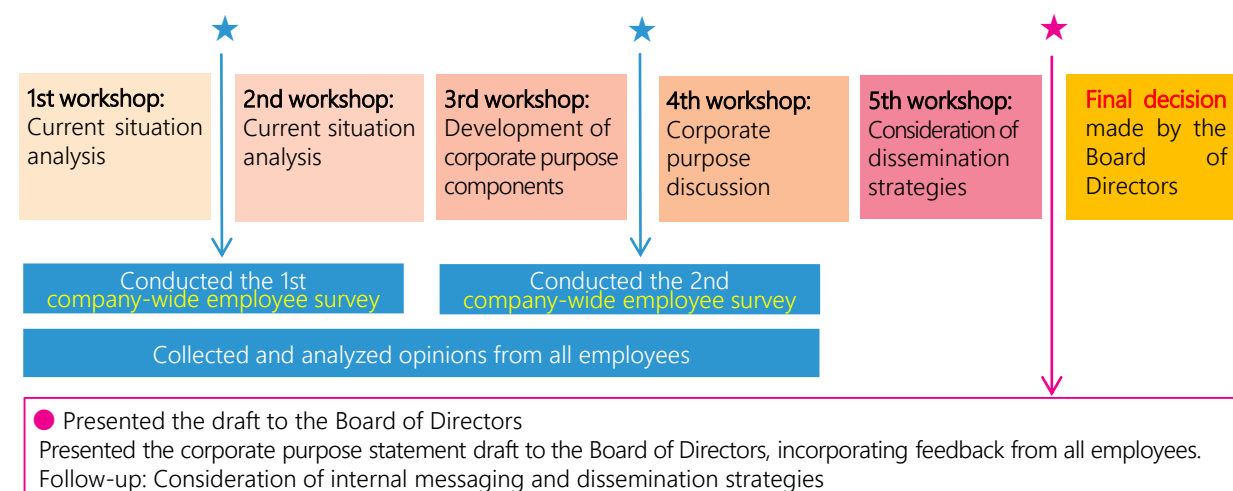 1st workshop:
Current situation
analysis
2nd workshop:
Current situation
analysis
3rd workshop:
Development of
corporate purpose
components
4th workshop:
Corporate
purpose
discussion
5th workshop:
Consideration of
dissemination
strategies
Final decision
made by the
Board of
Directors
Conducted the 1st
company-wide employee survey
Conducted the 2nd
company-wide employee survey
Collected and analyzed opinions from all employees
Presented the draft to the Board of Directors
Presented the corporate purpose statement draft to the Board of Directors, incorporating feedback from all employees.
Follow-up: Consideration of internal messaging and dissemination strategies